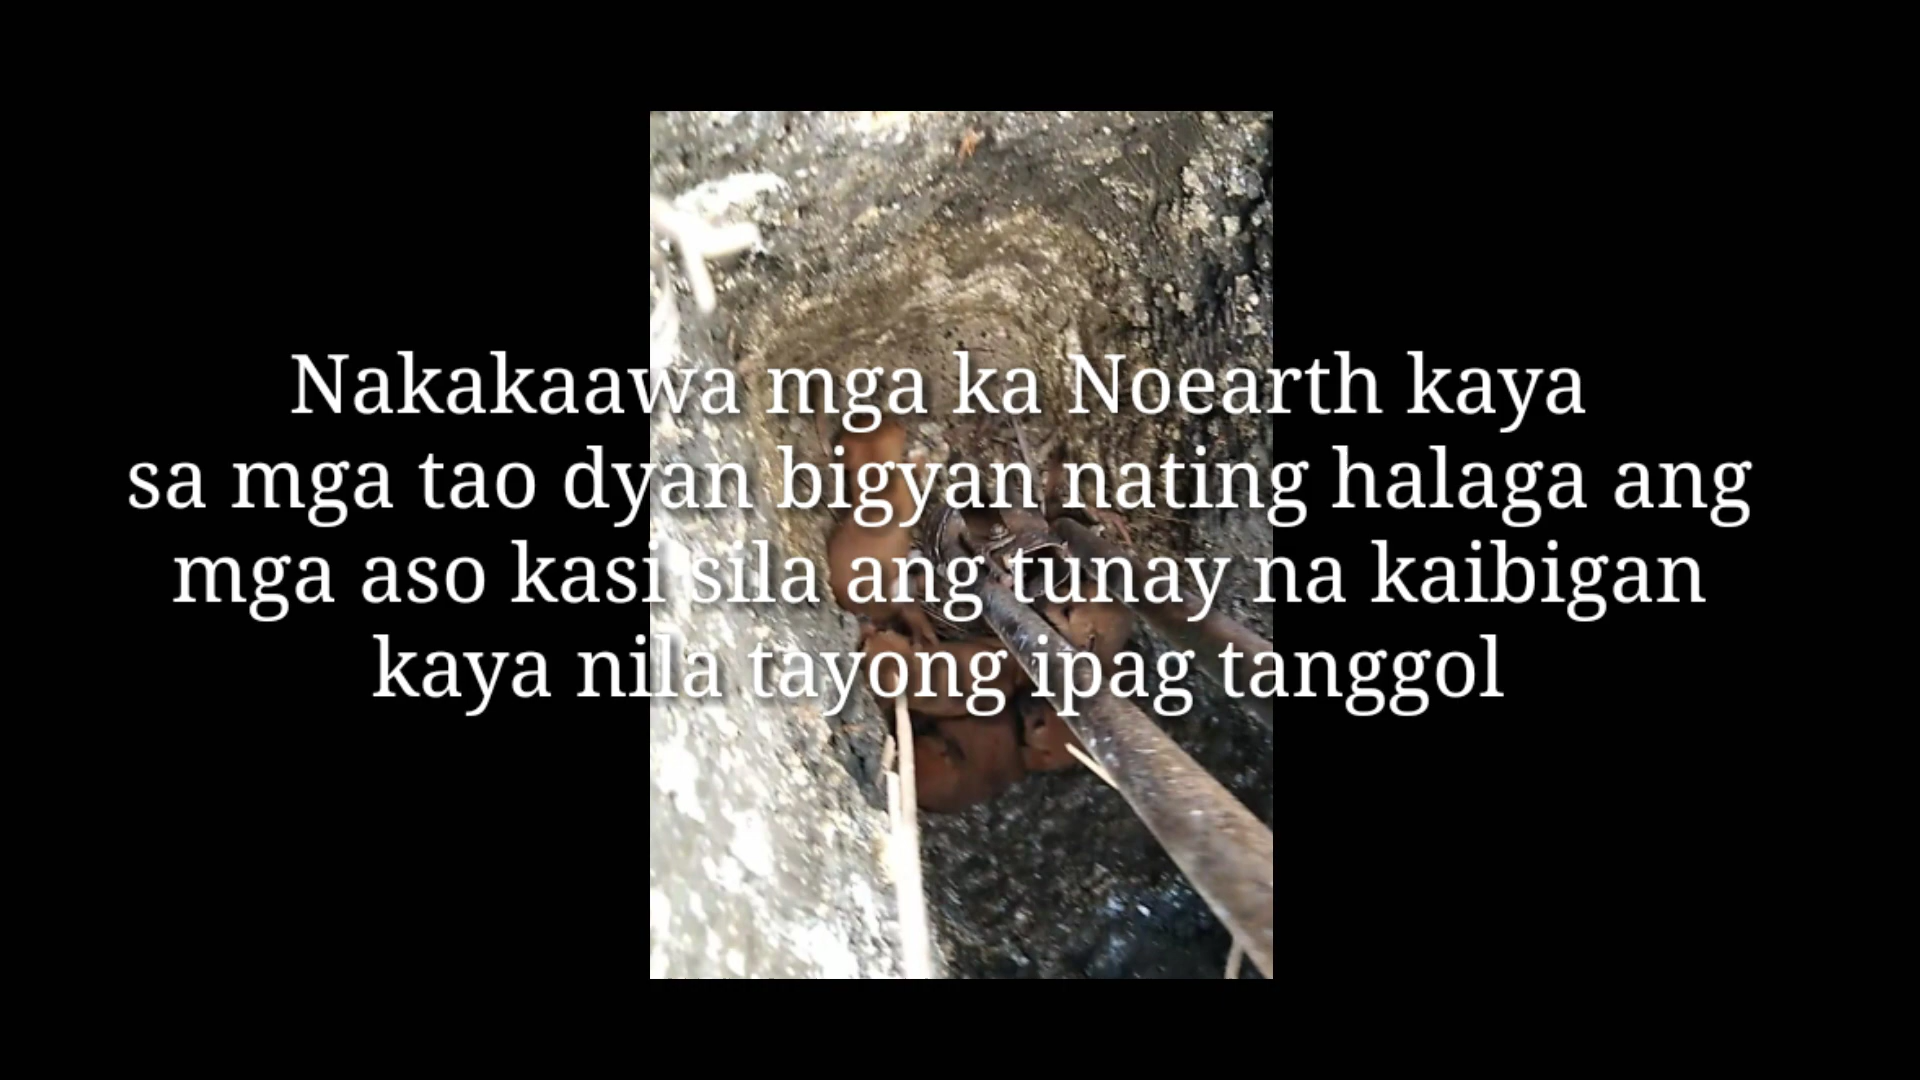 Nakakaawa mga ka Noearth kaya
sa mga tao dyan bigyan nating halaga ang
mga aso kasi sila ang tunay na kaibigan
kaya nila tayong ipag tanggol